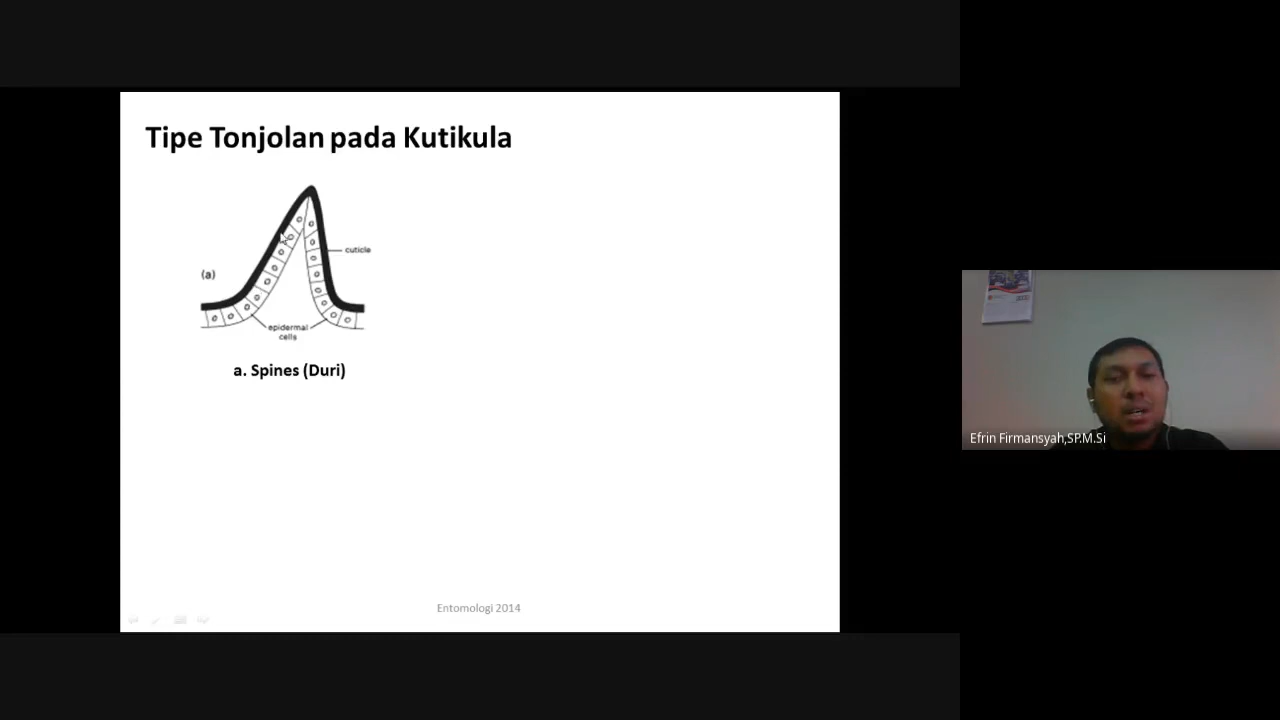 Tipe Tonjolan pada Kutikula
cuticle
(a)
epidermal
cells
a. Spines (Duri)
Entomologi 2014
Efrin Firmansyah,SP.M.Si